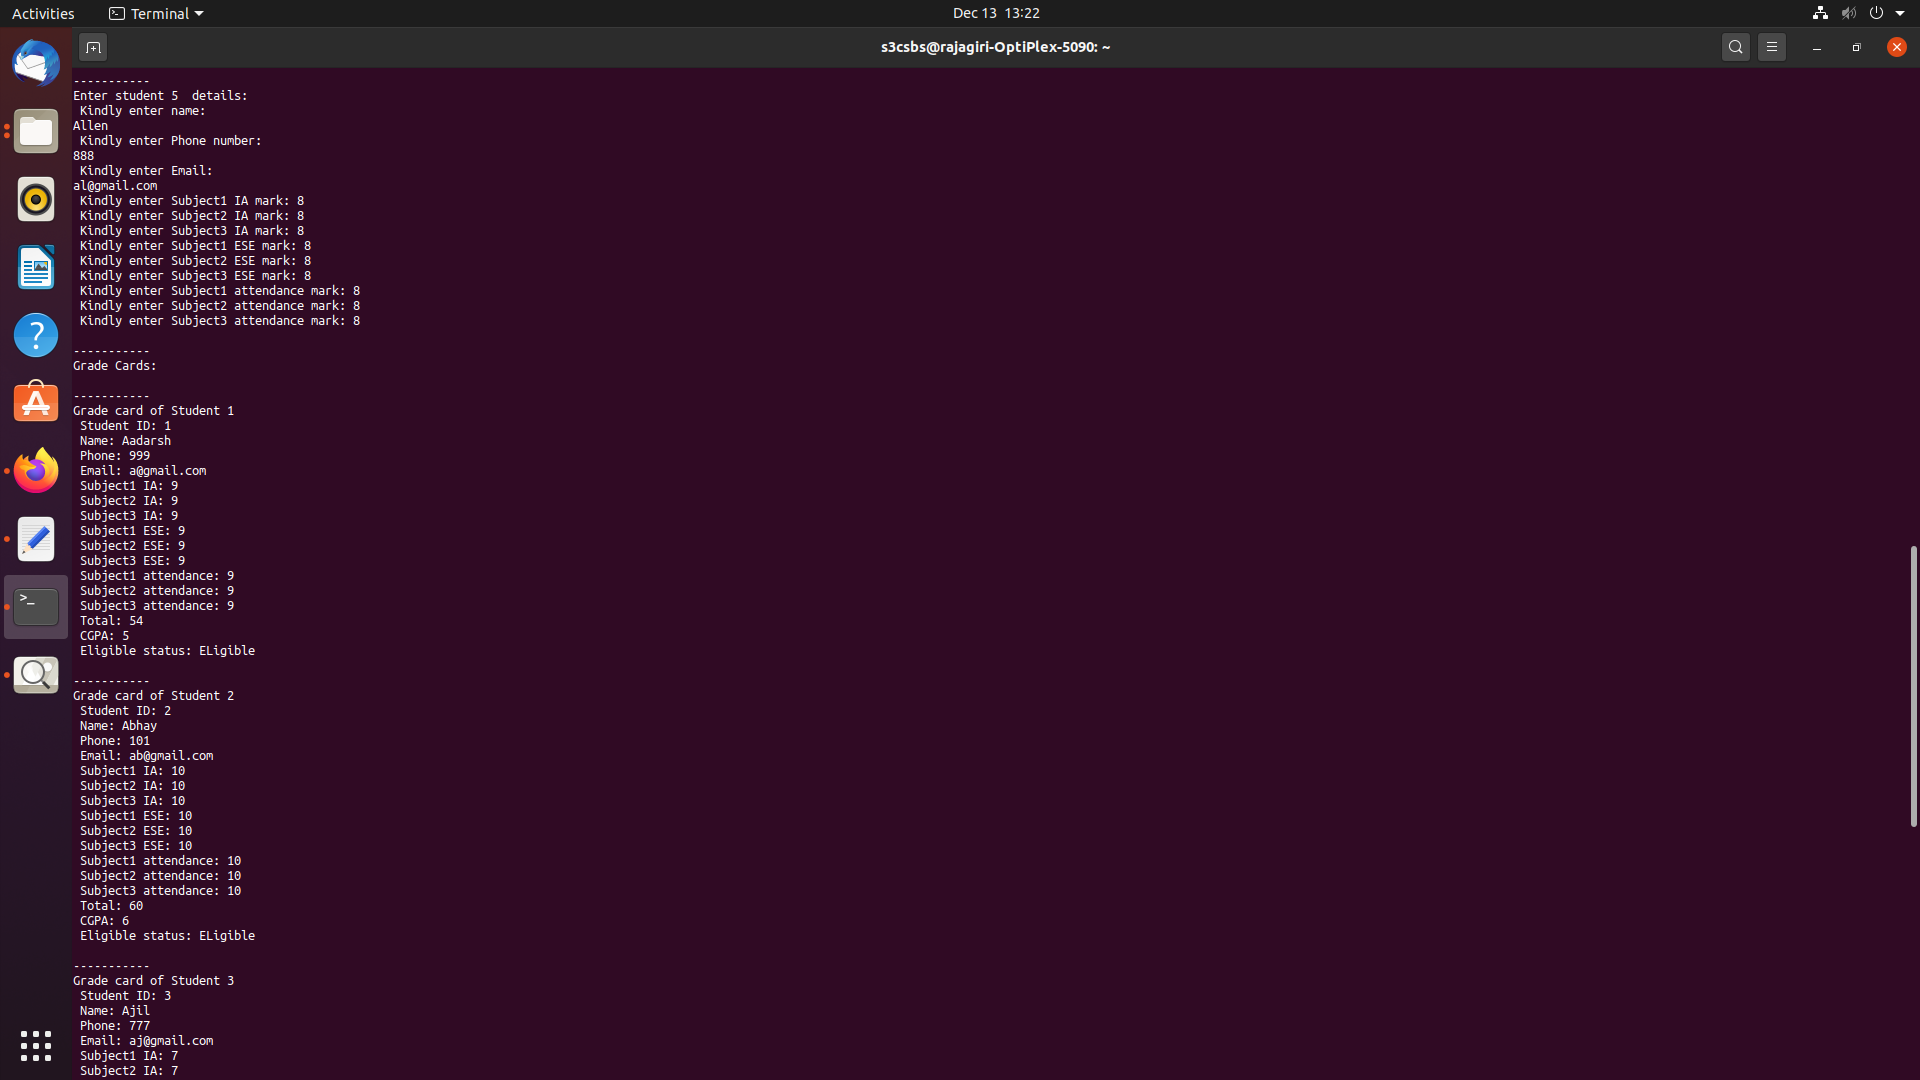 Activities
Terminal
Dec 13 13:22
s3csbs@rajagiri-OptiPlex-5090: ~
-----------
Enter student 5  details:
 Kindly enter name:
Allen
 Kindly enter Phone number:
888
 Kindly enter Email:
al@gmail.com
 Kindly enter Subject1 IA mark: 8
 Kindly enter Subject2 IA mark: 8
 Kindly enter Subject3 IA mark: 8
 Kindly enter Subject1 ESE mark: 8
 Kindly enter Subject2 ESE mark: 8
 Kindly enter Subject3 ESE mark: 8
 Kindly enter Subject1 attendance mark: 8
 Kindly enter Subject2 attendance mark: 8
 Kindly enter Subject3 attendance mark: 8
-----------
Grade Cards:
-----------
Grade card of Student 1
 Student ID: 1
 Name: Aadarsh
 Phone: 999
 Email: a@gmail.com
 Subject1 IA: 9
 Subject2 IA: 9
 Subject3 IA: 9
 Subject1 ESE: 9
 Subject2 ESE: 9
 Subject3 ESE: 9
 Subject1 attendance: 9
 Subject2 attendance: 9
 Subject3 attendance: 9
 Total: 54
 CGPA: 5
 Eligible status: ELigible
-----------
Grade card of Student 2
 Student ID: 2
 Name: Abhay
 Phone: 101
 Email: ab@gmail.com
 Subject1 IA: 10
 Subject2 IA: 10
 Subject3 IA: 10
 Subject1 ESE: 10
 Subject2 ESE: 10
 Subject3 ESE: 10
 Subject1 attendance: 10
 Subject2 attendance: 10
 Subject3 attendance: 10
 Total: 60
 CGPA: 6
 Eligible status: ELigible
-----------
Grade card of Student 3
 Student ID: 3
 Name: Ajil
 Phone: 777
 Email: aj@gmail.com
 Subject1 IA: 7
 Subject2 IA: 7